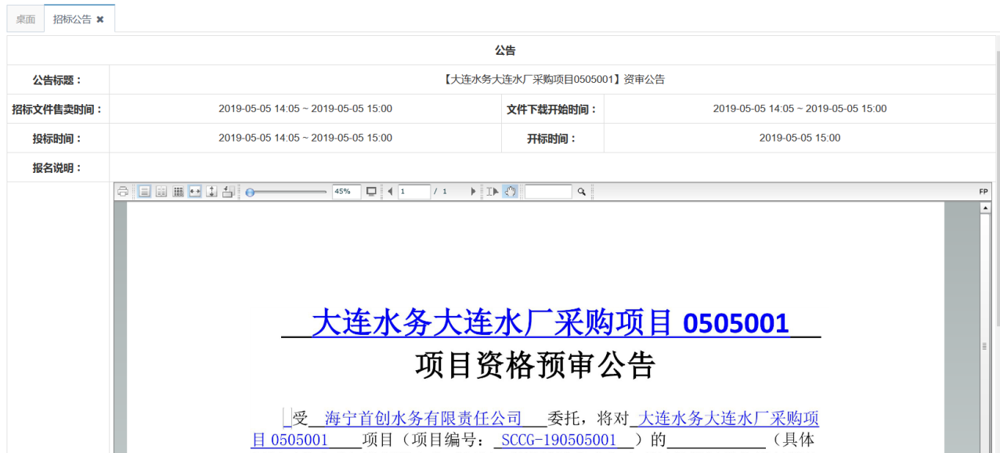 桌面 招标公告 ✖
公告
公告标题： 【大连水务大连水厂采购项目0505001】资审公告
招标文件售卖时间： 2019-05-05 14:05 ~ 2019-05-05 15:00 文件下载开始时间： 2019-05-05 14:05 ~ 2019-05-05 15:00
投标时间： 2019-05-05 14:05 ~ 2019-05-05 15:00 开标时间： 2019-05-05 15:00
报名说明：
45% 1 / 1 FP
大连水务大连水厂采购项目 0505001
项目资格预审公告
受 海宁首创水务有限责任公司 委托，将对 大连水务大连水厂采购项
目 0505001 项目（项目编号： SCCG-190505001 ）的 （具体